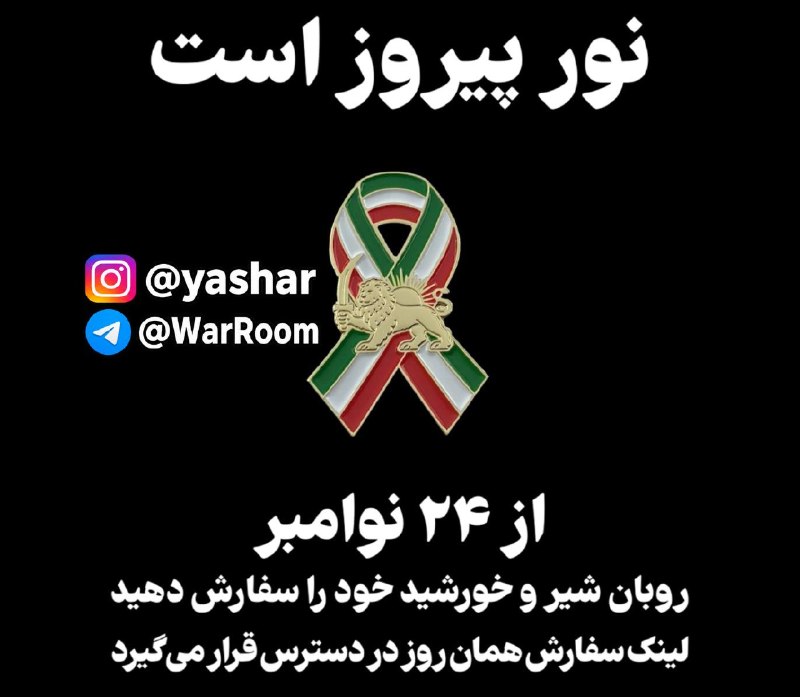 نور پیروز است
@yashar
@WarRoom
از ۲۴ نوامبر
روبان شیر و خورشید خود را سفارش دهید
لینک سفارش همان روز در دسترس قرار می‌گیرد